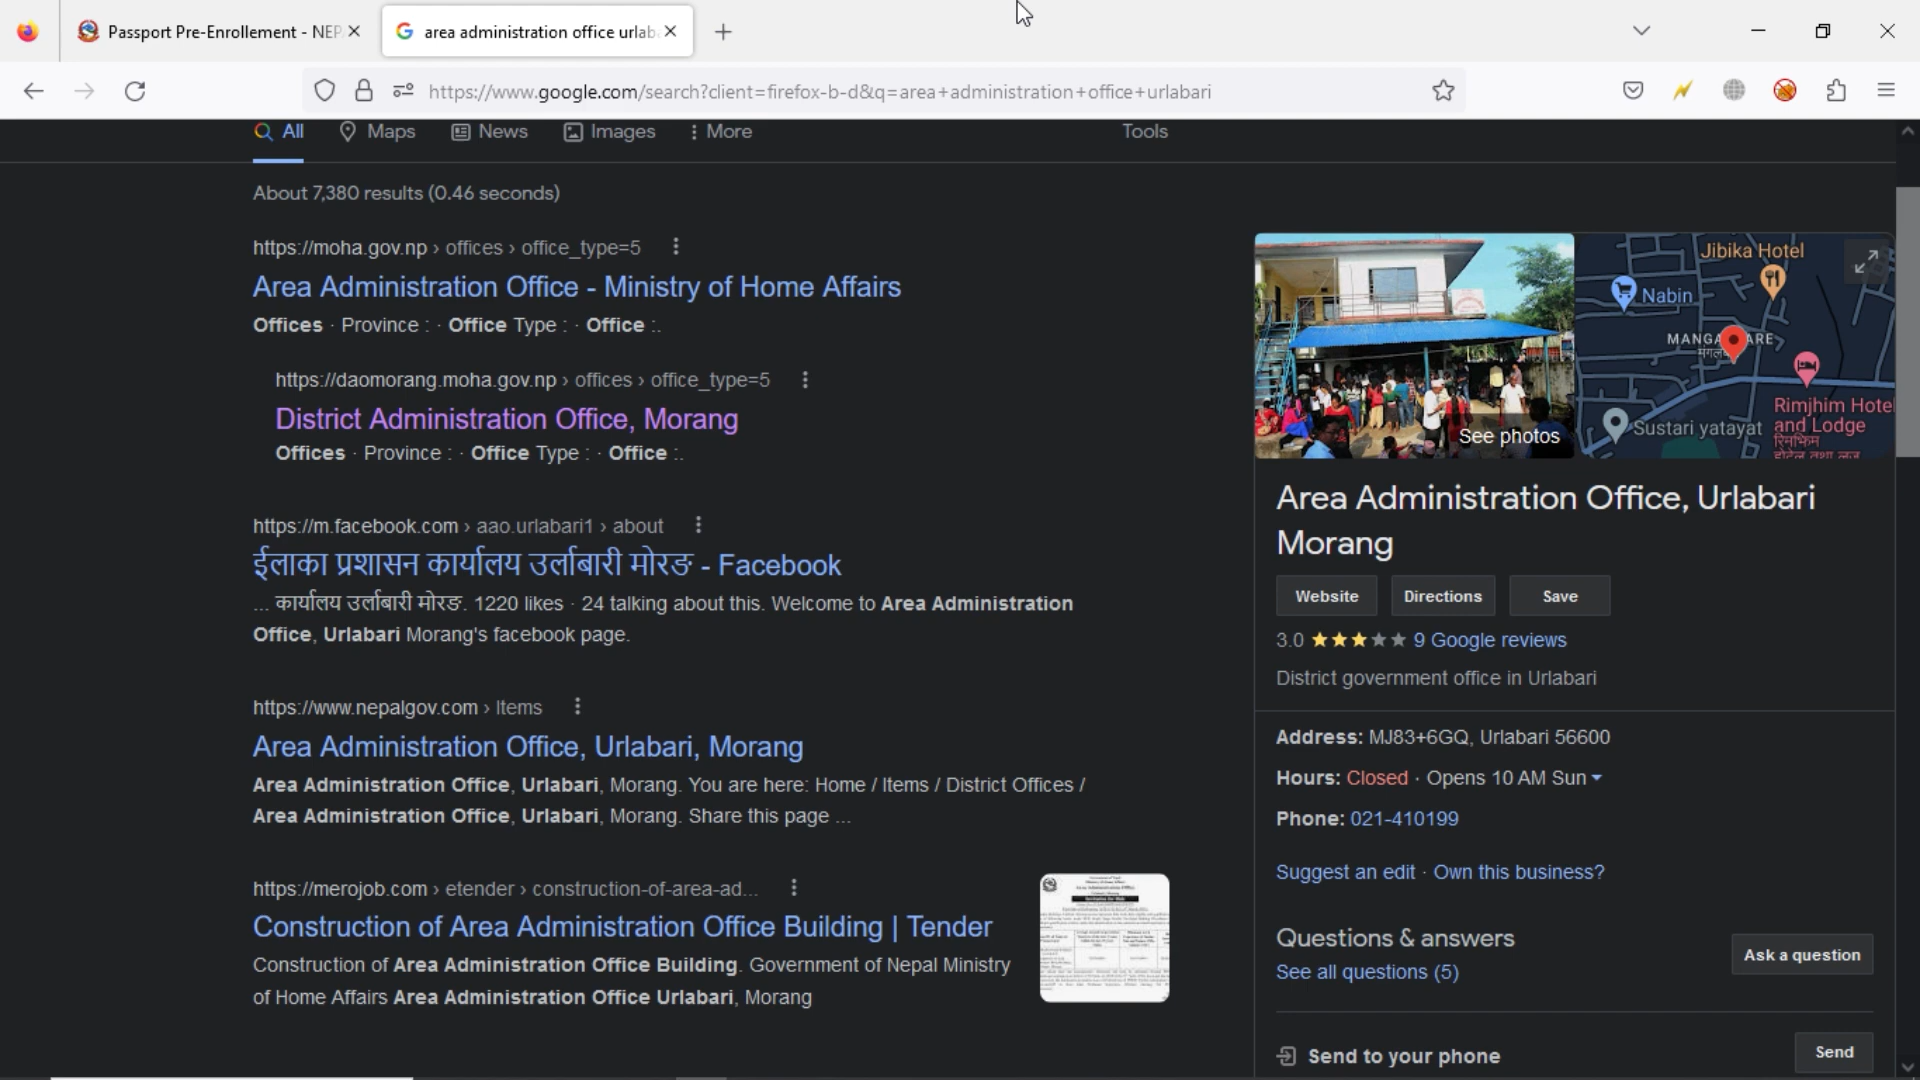 Passport Pre-Enrollement - NEP
area administration office urlab
https://www.google.com/search?client=firefox-b-d&q=area+administration+office+urlabari
All
Maps
News
Images
More
Tools
About 7,380 results (0.46 seconds)
https://moha.gov.np › offices › office_type=5
Area Administration Office - Ministry of Home Affairs
Offices · Province : · Office Type : · Office :.
https://daomorang.moha.gov.np › offices › office_type=5
District Administration Office, Morang
Offices · Province : · Office Type : · Office :.
https://m.facebook.com › aao.urlabari1 › about
ईलाका प्रशासन कार्यालय उर्लाबारी मोरङ - Facebook
... कार्यालय उर्लाबारी मोरङ. 1220 likes · 24 talking about this. Welcome to Area Administration
Office, Urlabari Morang's facebook page.
https://www.nepalgov.com › Items
Area Administration Office, Urlabari, Morang
Area Administration Office, Urlabari, Morang. You are here: Home / Items / District Offices /
Area Administration Office, Urlabari, Morang. Share this page ...
https://merojob.com › etender › construction-of-area-ad...
Construction of Area Administration Office Building | Tender
Construction of Area Administration Office Building. Government of Nepal Ministry
of Home Affairs Area Administration Office Urlabari, Morang
See photos
Jibika Hotel
Nabin
Rimjhim Hotel
and Lodge
रिमझिम
Sustari yatayat
Area Administration Office, Urlabari
Morang
Website
Directions
Save
3.0
9 Google reviews
District government office in Urlabari
Address: MJ83+6GQ, Urlabari 56600
Hours: Closed · Opens 10 AM Sun
Phone: 021-410199
Suggest an edit · Own this business?
Questions & answers
See all questions (5)
Ask a question
Send to your phone
Send